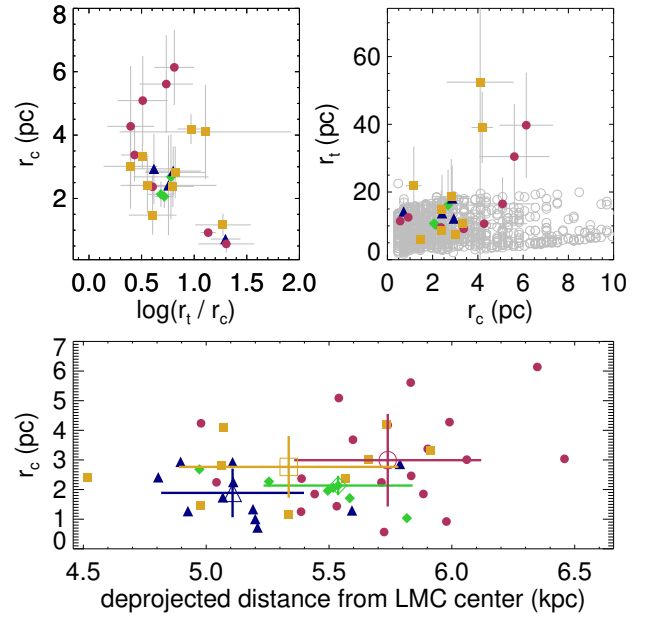 8
6
4
2
r_c (pc)
0.0 0.5 1.0 1.5 2.0
log(r_t / r_c)
60
40
20
0
r_t (pc)
0 2 4 6 8 10
r_c (pc)
7
6
5
4
3
2
1
0
r_c (pc)
4.5 5.0 5.5 6.0 6.5
deprojected distance from LMC center (kpc)